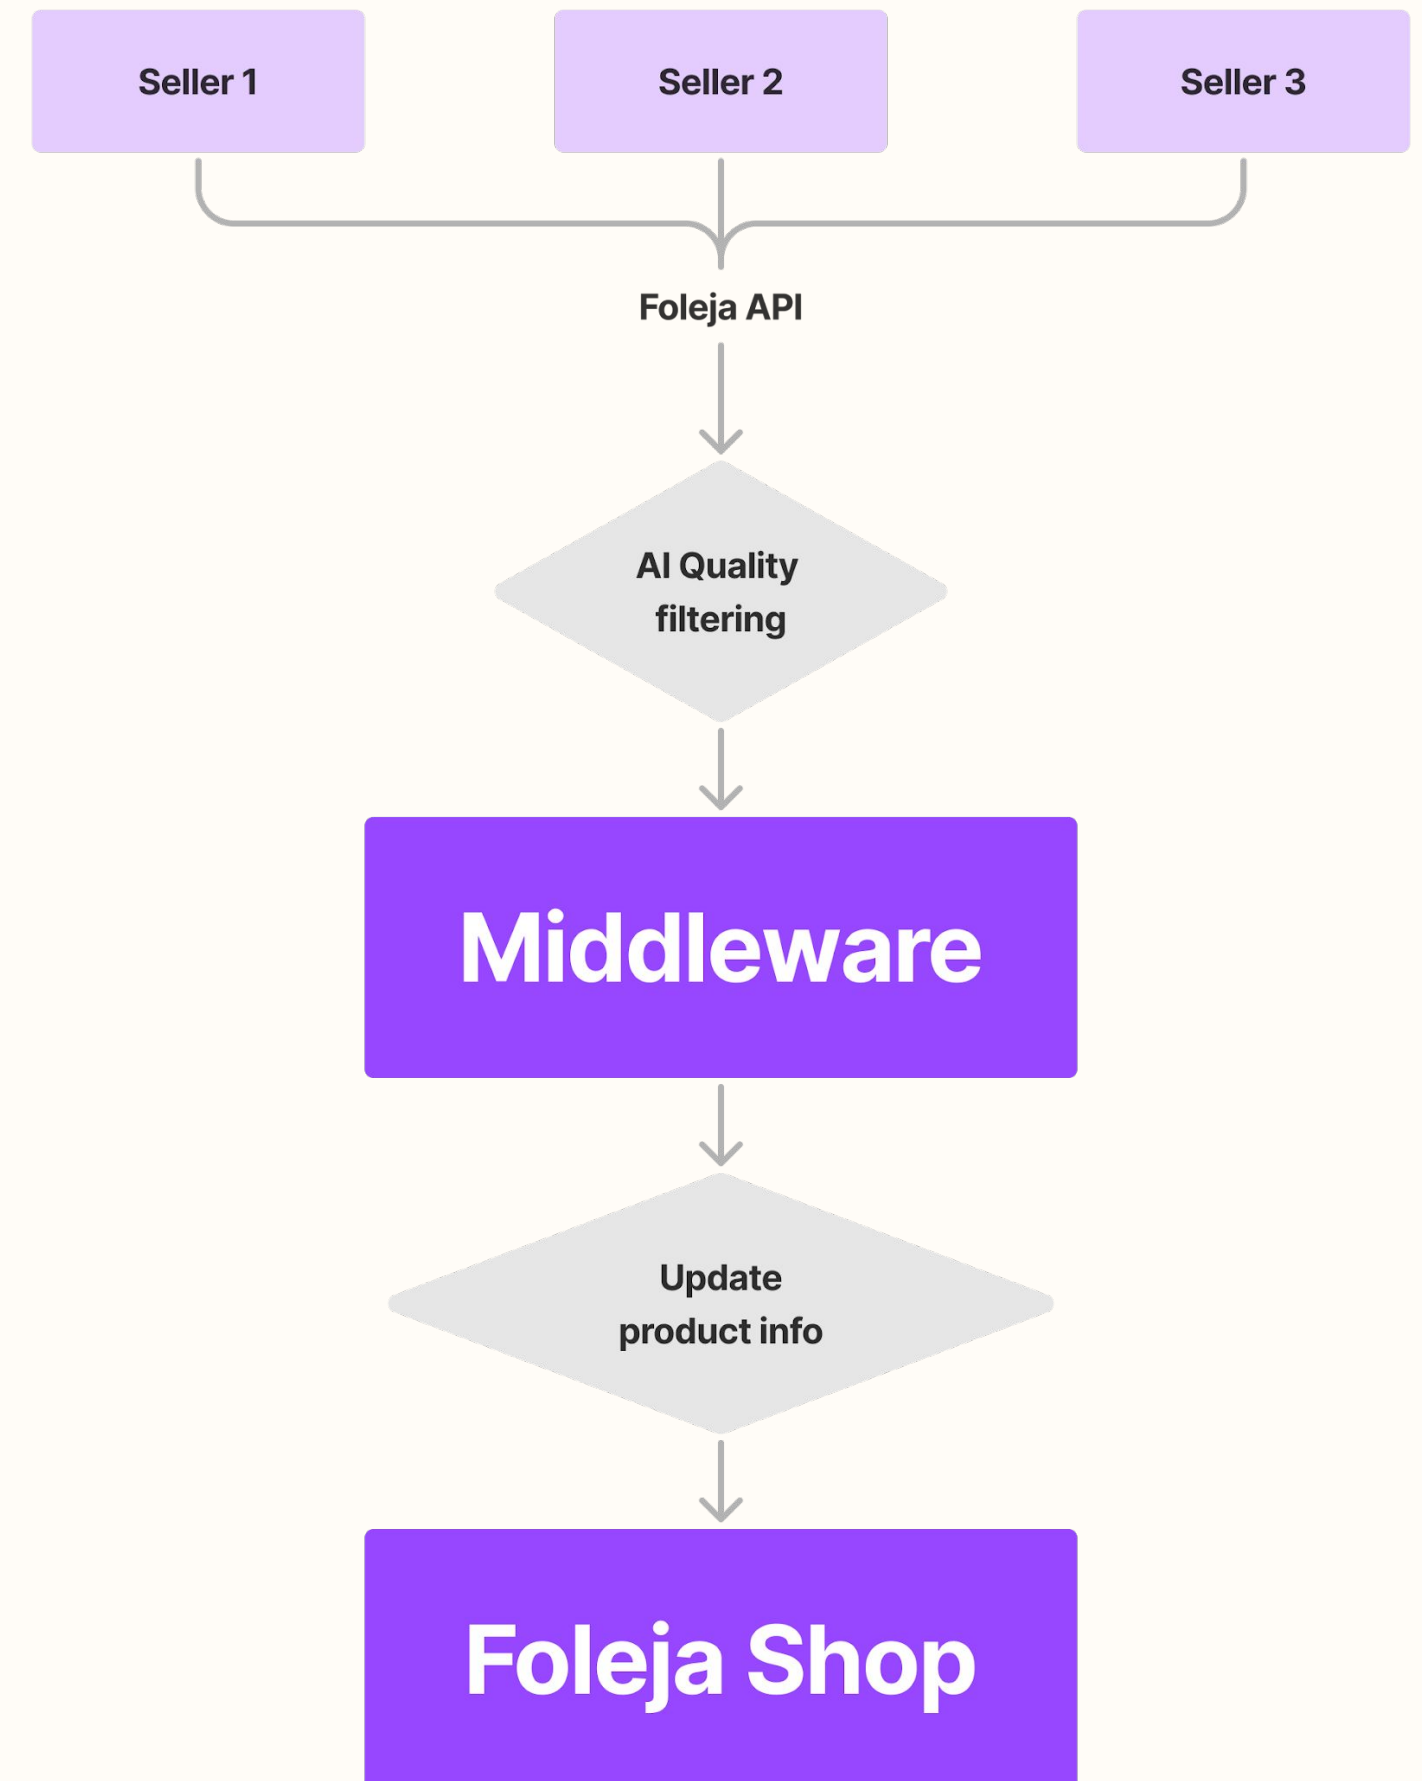 Seller 1
Seller 2
Seller 3
Foleja API
AI Quality
filtering
Middleware
Update
product info
Foleja Shop